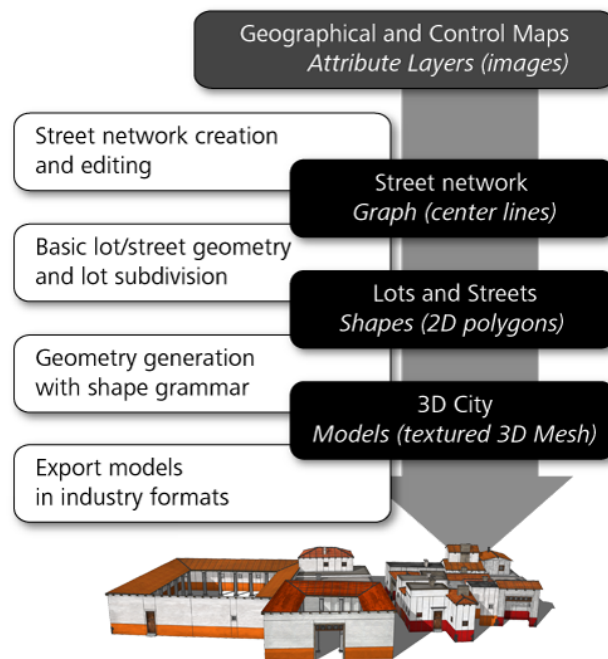 Geographical and Control Maps
Attribute Layers (images)
Street network creation
and editing
Street network
Graph (center lines)
Basic lot/street geometry
and lot subdivision
Lots and Streets
Shapes (2D polygons)
Geometry generation
with shape grammar
3D City
Models (textured 3D Mesh)
Export models
in industry formats